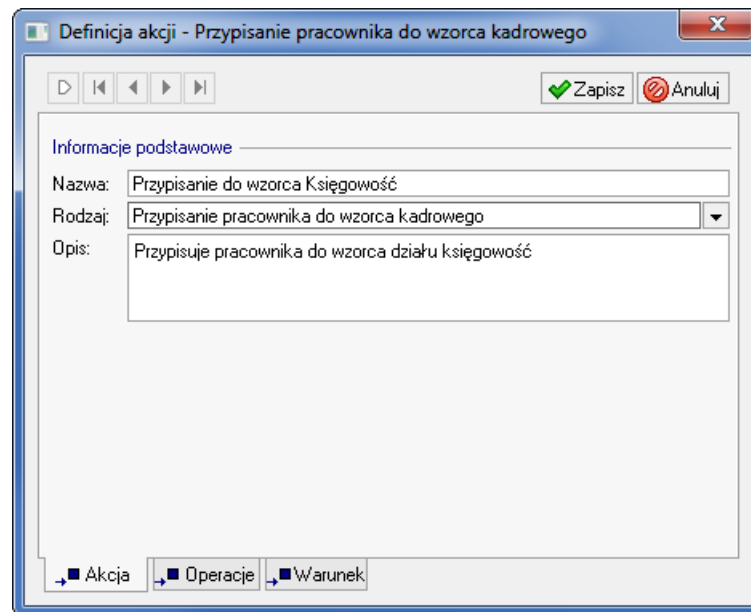 Definicja akcji - Przypisanie pracownika do wzorca kadrowego
Zapisz Anuluj
Informacje podstawowe
Nazwa: Przypisanie do wzorca Księgowość
Rodzaj: Przypisanie pracownika do wzorca kadrowego
Opis: Przypisuje pracownika do wzorca działu księgowość
Akcja Operacje Warunek